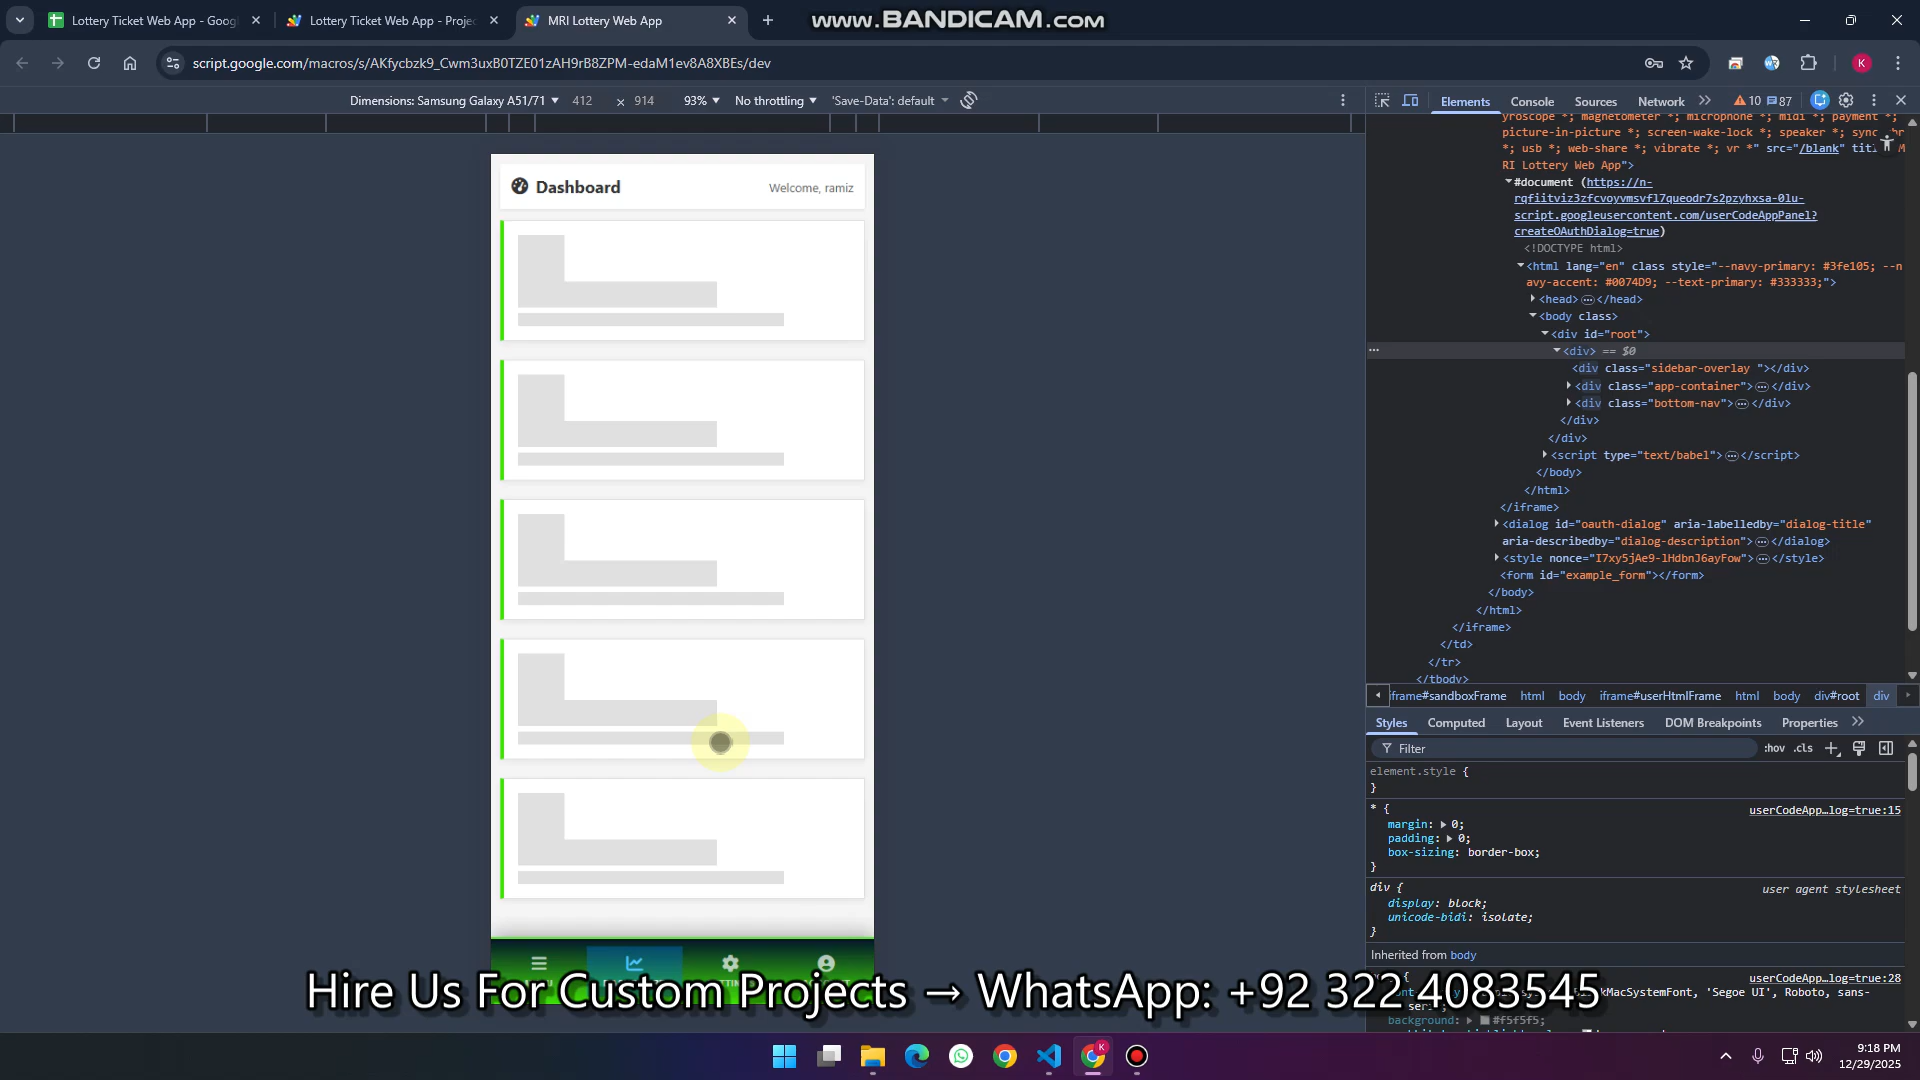 Lottery Ticket Web App - Goog
Lottery Ticket Web App - Projec
MRI Lottery Web App
www.BANDICAM.com
script.google.com/macros/s/AKfycbzk9_Cwm3uxB0TZE01zAH9rB8ZPM-edaM1ev8A8XBEs/dev
K
Dimensions: Samsung Galaxy A51/71
412
×
914
93%
No throttling
'Save-Data': default
Elements
Console
Sources
Network
10
87
yroscope *; magnetometer *; microphone *; midi *; payment *;
picture-in-picture *; screen-wake-lock *; speaker *; sync
*; usb *; web-share *; vibrate *; vr *" src="/blank"
RI Lottery Web App">
#document (https://n-
rqfiitviz3zfcvoyvmsvfl7queodr7s2pzyhxsa-0lu-
script.googleusercontent.com/userCodeAppPanel?
createOAuthDialog=true)
<!DOCTYPE html>
<html lang="en" class style="--navy-primary: #3fe105; --n
avy-accent: #0074D9; --text-primary: #333333;">
<head>…</head>
<body class>
<div id="root">
<div> == $0
<div class="sidebar-overlay "></div>
<div class="app-container">…</div>
<div class="bottom-nav">…</div>
</div>
</div>
<script type="text/babel">…</script>
</body>
</html>
</iframe>
<dialog id="oauth-dialog" aria-labelledby="dialog-title"
aria-describedby="dialog-description">…</dialog>
<style nonce="I7xy5jAe9-lHdbnJ6ayFow">…</style>
<form id="example_form"></form>
</body>
</html>
</iframe>
</td>
</tr>
</tbody>
iframe#sandboxFrame
html
body
iframe#userHtmlFrame
html
body
div#root
div
Styles
Computed
Layout
Event Listeners
DOM Breakpoints
Properties
Filter
:hov
.cls
element.style {
}
* {
userCodeApp…log=true:15
margin: 0;
padding: 0;
box-sizing: border-box;
}
div {
user agent stylesheet
display: block;
unicode-bidi: isolate;
}
Inherited from body
userCodeApp…log=true:28
MacSystemFont, 'Segoe UI', Roboto, sans-
background: #f5f5f5;
Dashboard
Welcome, ramiz
Hire Us For Custom Projects → WhatsApp: +92 322 4083545
9:18 PM
12/29/2025